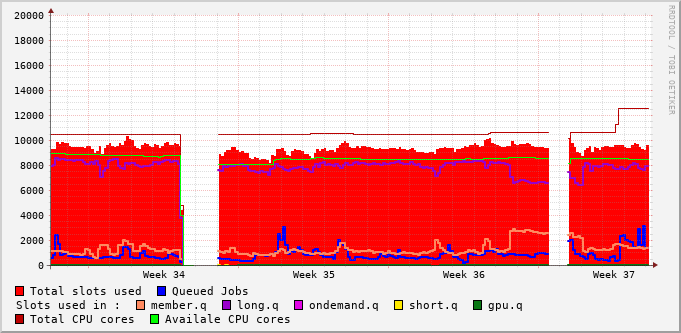 RRDTOOL / TOBI OETIKER
20000
18000
16000
14000
12000
10000
8000
6000
4000
2000
0
Week 34 Week 35 Week 36 Week 37
Total slots used Queued Jobs
Slots used in : member.q long.q ondemand.q short.q gpu.q
Total CPU cores Availale CPU cores